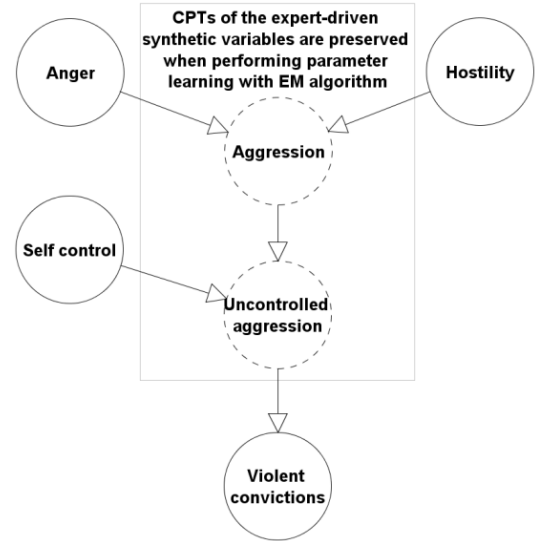 CPTs of the expert-driven
synthetic variables are preserved
when performing parameter
learning with EM algorithm
Anger
Hostility
Aggression
Self control
Uncontrolled
aggression
Violent
convictions